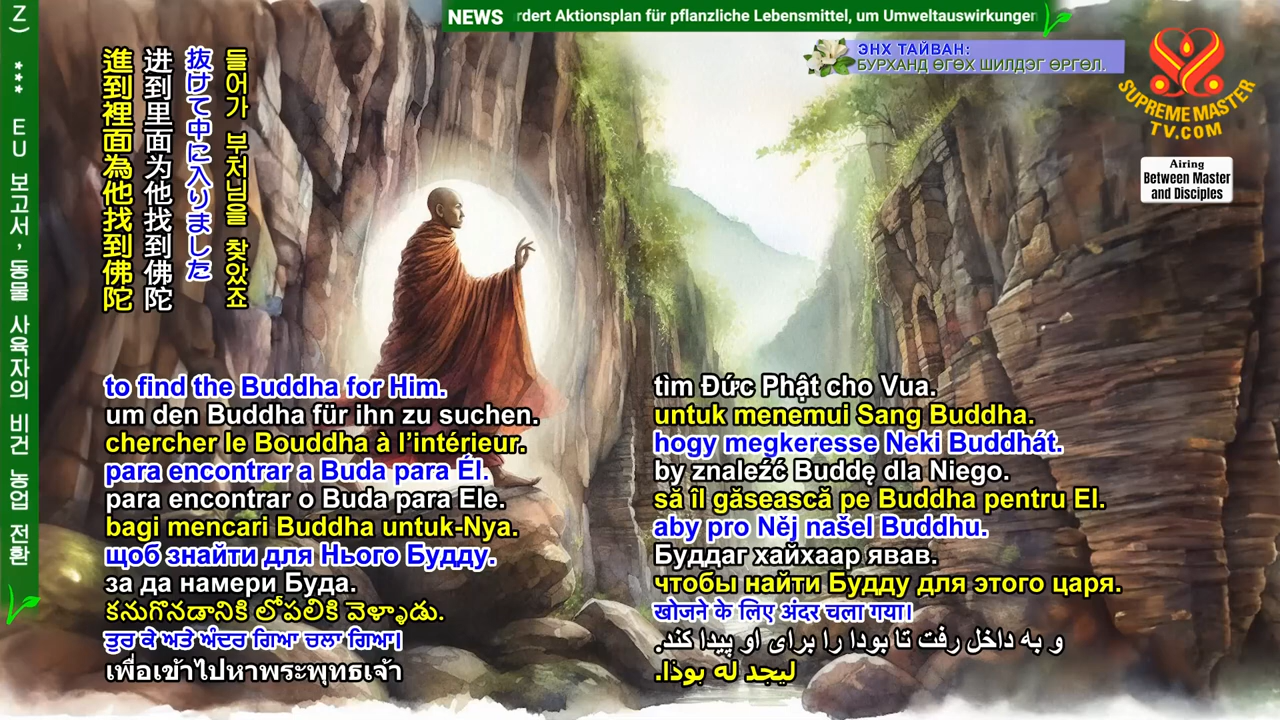 NEWS
rdert Aktionsplan für pflanzliche Lebensmittel, um Umweltauswirkungen
ЭНХ ТАЙВАН:
БУРХАНД ӨГӨХ ШИЛДЭГ ӨРГӨЛ.
SUPREME MASTER
TV.COM
Airing
Between Master
and Disciples
Z) *** EU 보고서, 동물 사육자의 비건 농업 전환
들어가 부처님을 찾았죠
抜けて中に入りました
进到里面为他找到佛陀
進到裡面為他找到佛陀
to find the Buddha for Him.
um den Buddha für ihn zu suchen.
chercher le Bouddha à l’intérieur.
para encontrar a Buda para Él.
para encontrar o Buda para Ele.
bagi mencari Buddha untuk-Nya.
щоб знайти для Нього Будду.
за да намери Буда.
కనుగొనడానికి లోపలికి వెళ్ళాడు.
ਤੁਰ ਕੇ ਅਤੇ ਅੰਦਰ ਗਿਆ ਚਲਾ ਗਿਆ।
เพื่อเข้าไปหาพระพุทธเจ้า
tìm Đức Phật cho Vua.
untuk menemui Sang Buddha.
hogy megkeresse Neki Buddhát.
by znaleźć Buddę dla Niego.
să îl găsească pe Buddha pentru El.
aby pro Něj našel Buddhu.
Буддаг хайхаар явав.
чтобы найти Будду для этого царя.
खोजने के लिए अंदर चला गया।
و به داخل رفت تا بودا را برای او پیدا کند.
ليجد له بوذا.